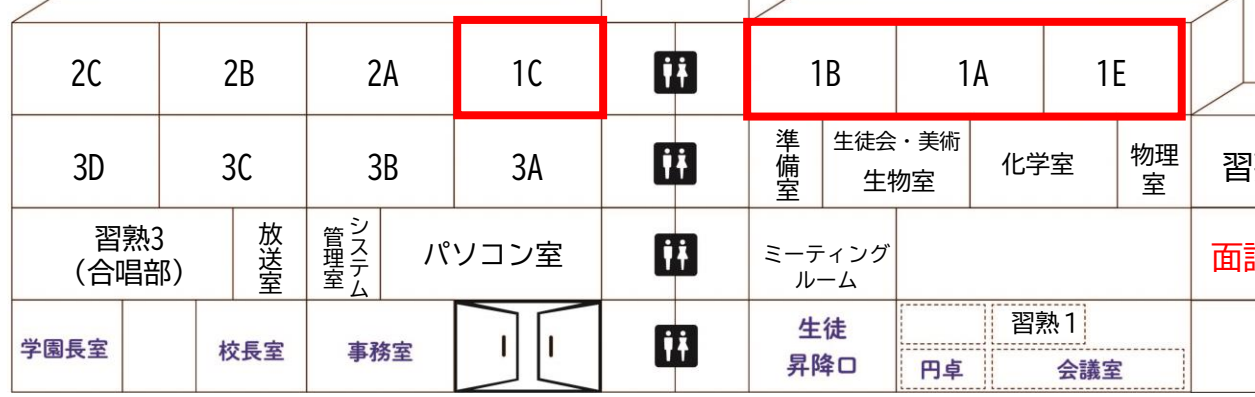 2C
2B
2A
1C
1B
1A
1E
3D
3C
3B
3A
準備室
生徒会・美術
生物室
化学室
物理
室
習熟3
(合唱部)
放送室
システム
管理室
パソコン室
ミーティング
ルーム
学園長室
校長室
事務室
生徒
昇降口
習熟1
円卓
会議室
習
面